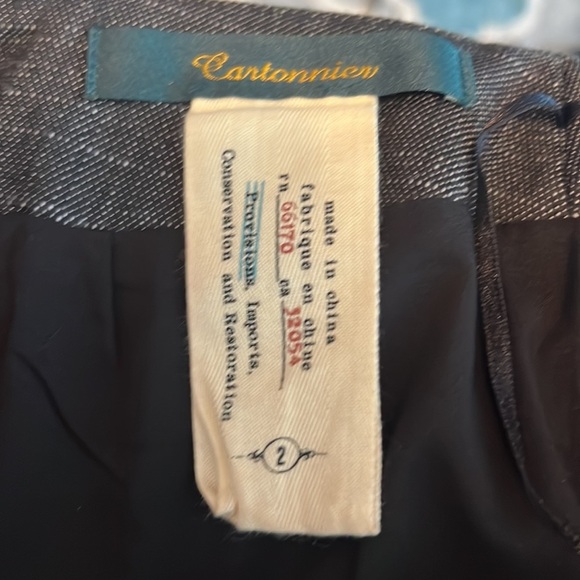 Cartonnier
made in china
fabrique en chine
rn 66170 ca 32054
Provisions, Imports,
Conservation and Restoration
2